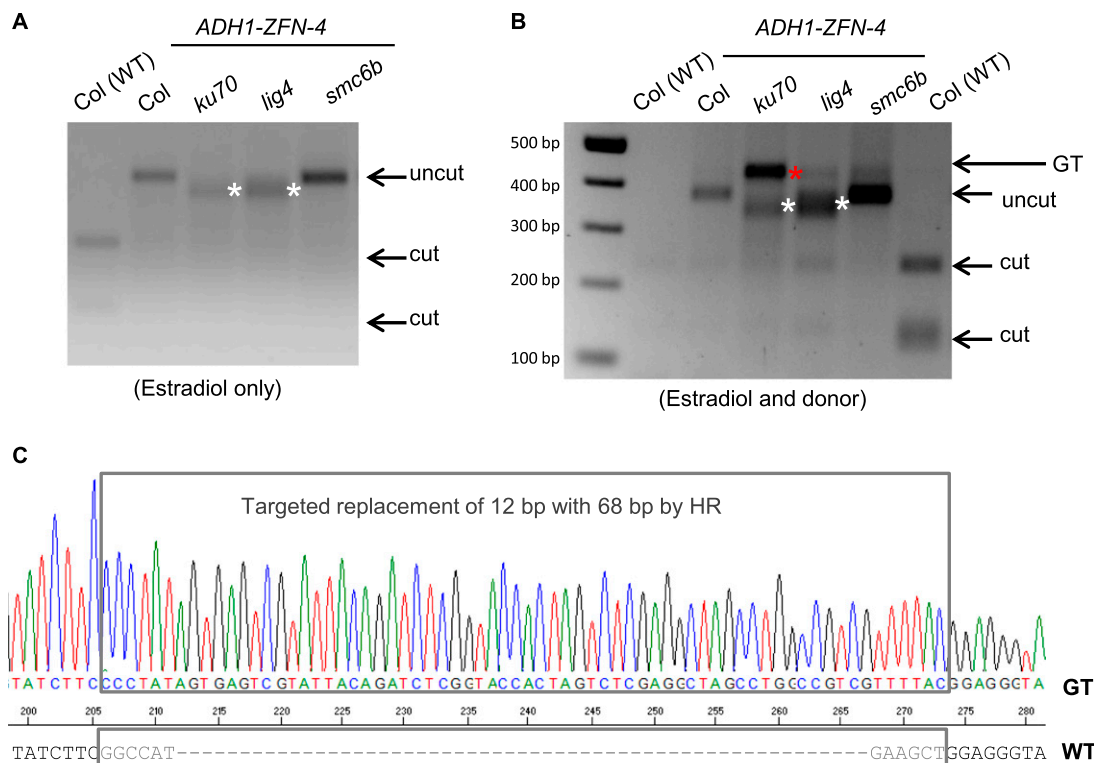 A
ADH1-ZFN-4
Col (WT)
Col
ku70
lig4
smc6b
*
*
uncut
cut
cut
(Estradiol only)
B
ADH1-ZFN-4
Col (WT)
Col
ku70
lig4
smc6b
Col (WT)
500 bp
400 bp
300 bp
200 bp
100 bp
*
*
*
GT
uncut
cut
cut
(Estradiol and donor)
C
Targeted replacement of 12 bp with 68 bp by HR
TATCTTCCCCTATAGTGAGTCGTATTACAGATCTCGGTACCACTAGTCTCGAGGCTAGCCTGGCCGTCGTTTTACGGAGGGTA GT
200 205 210 215 220 225 230 235 240 245 250 255 260 265 270 275 280
TATCTTCGGCCAT--------------------------------------------------------GAAGCTGGAGGGTA WT